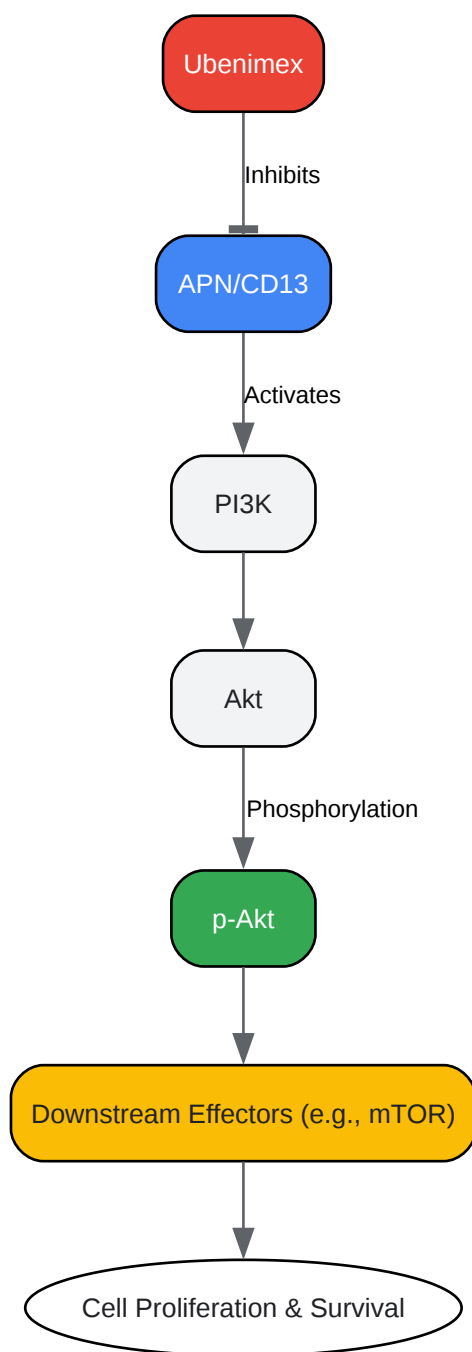 Ubenimex
Inhibits
APN/CD13
Activates
PI3K
Akt
Phosphorylation
p-Akt
Downstream Effectors (e.g., mTOR)
Cell Proliferation & Survival